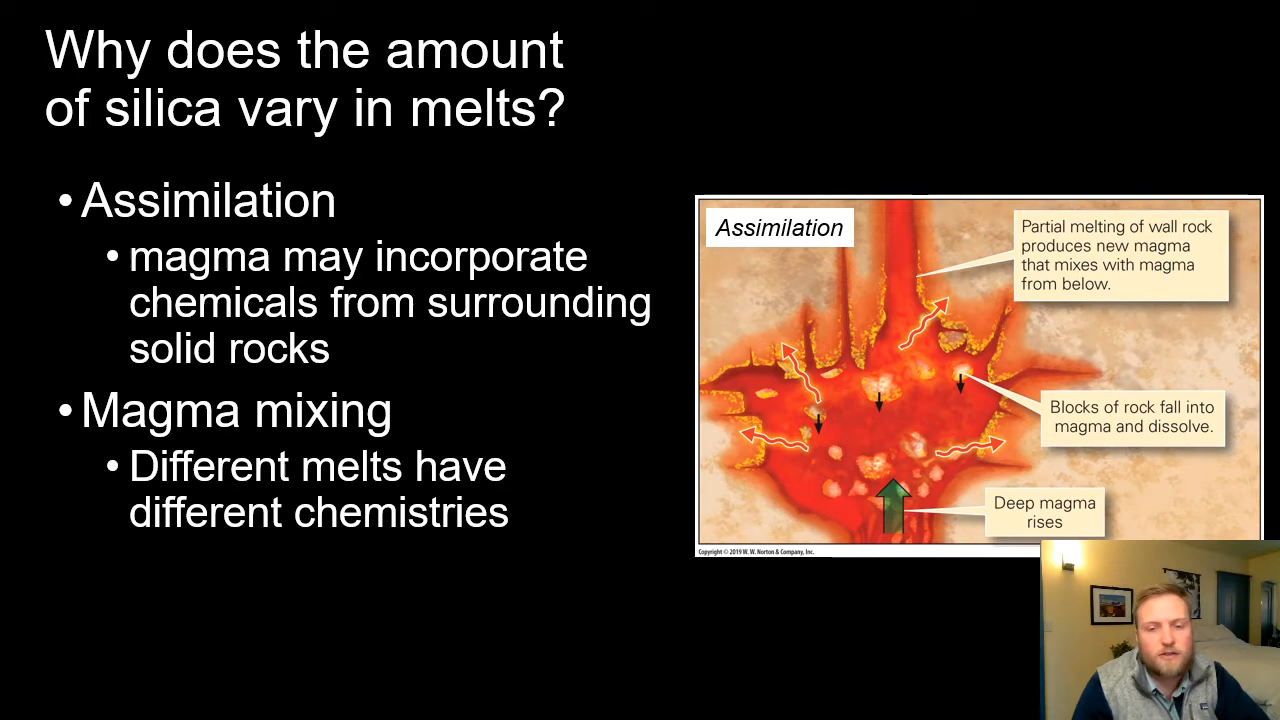 Why does the amount
of silica vary in melts?
• Assimilation
• magma may incorporate
chemicals from surrounding
solid rocks
• Magma mixing
• Different melts have
different chemistries
Assimilation
Partial melting of wall rock
produces new magma
that mixes with magma
from below.
Blocks of rock fall into
magma and dissolve.
Deep magma
rises
Copyright © 2019 W. W. Norton & Company, Inc.